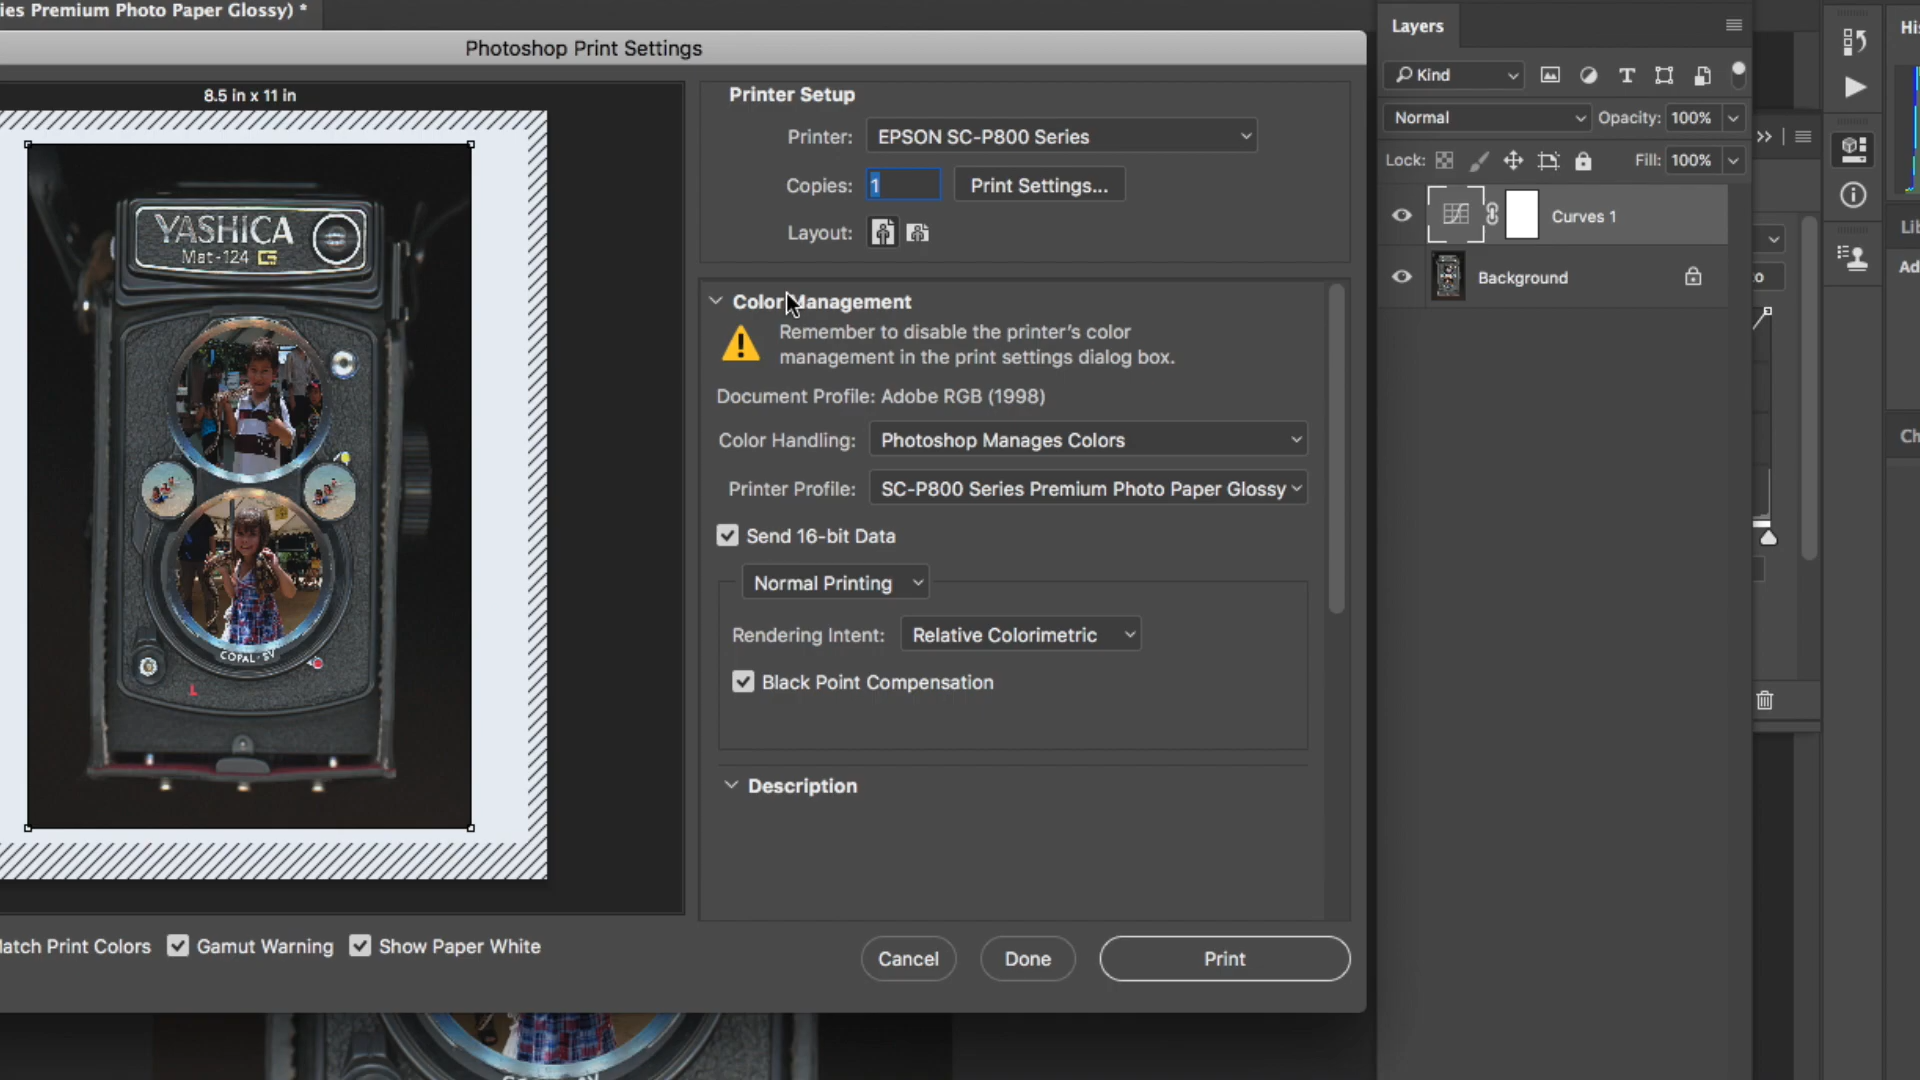 ies Premium Photo Paper Glossy) *
Photoshop Print Settings
8.5 in x 11 in
YASHICA
Mat-124 G
COPAL-SV
L
Printer Setup
Printer: EPSON SC-P800 Series
Copies: 1 Print Settings...
Layout:
Color Management
Remember to disable the printer's color
management in the print settings dialog box.
Document Profile: Adobe RGB (1998)
Color Handling: Photoshop Manages Colors
Printer Profile: SC-P800 Series Premium Photo Paper Glossy
Send 16-bit Data
Normal Printing
Rendering Intent: Relative Colorimetric
Black Point Compensation
Description
Match Print Colors Gamut Warning Show Paper White
Cancel Done Print
Layers
Kind
Normal Opacity: 100%
Lock: Fill: 100%
Curves 1
Background
His
Lib
Ad
Ch